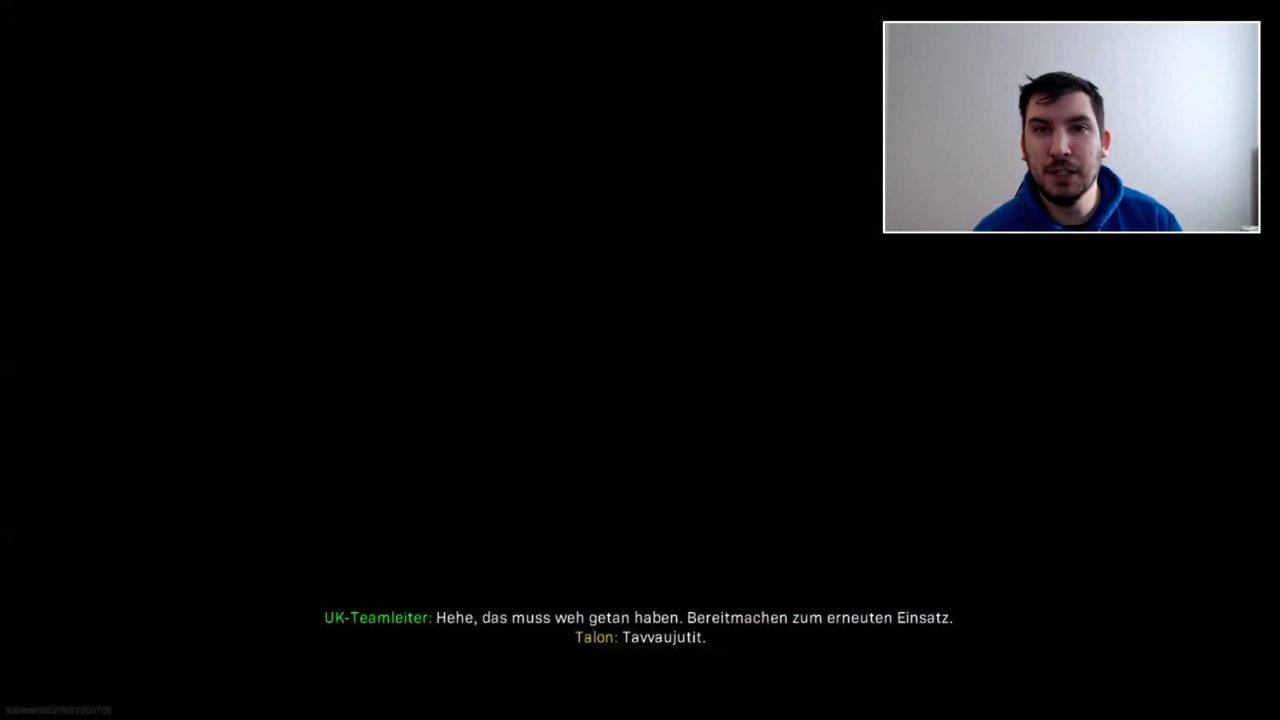 UK-Teamleiter: Hehe, das muss weh getan haben. Bereitmachen zum erneuten Einsatz.
Talon: Tavvaujutit.